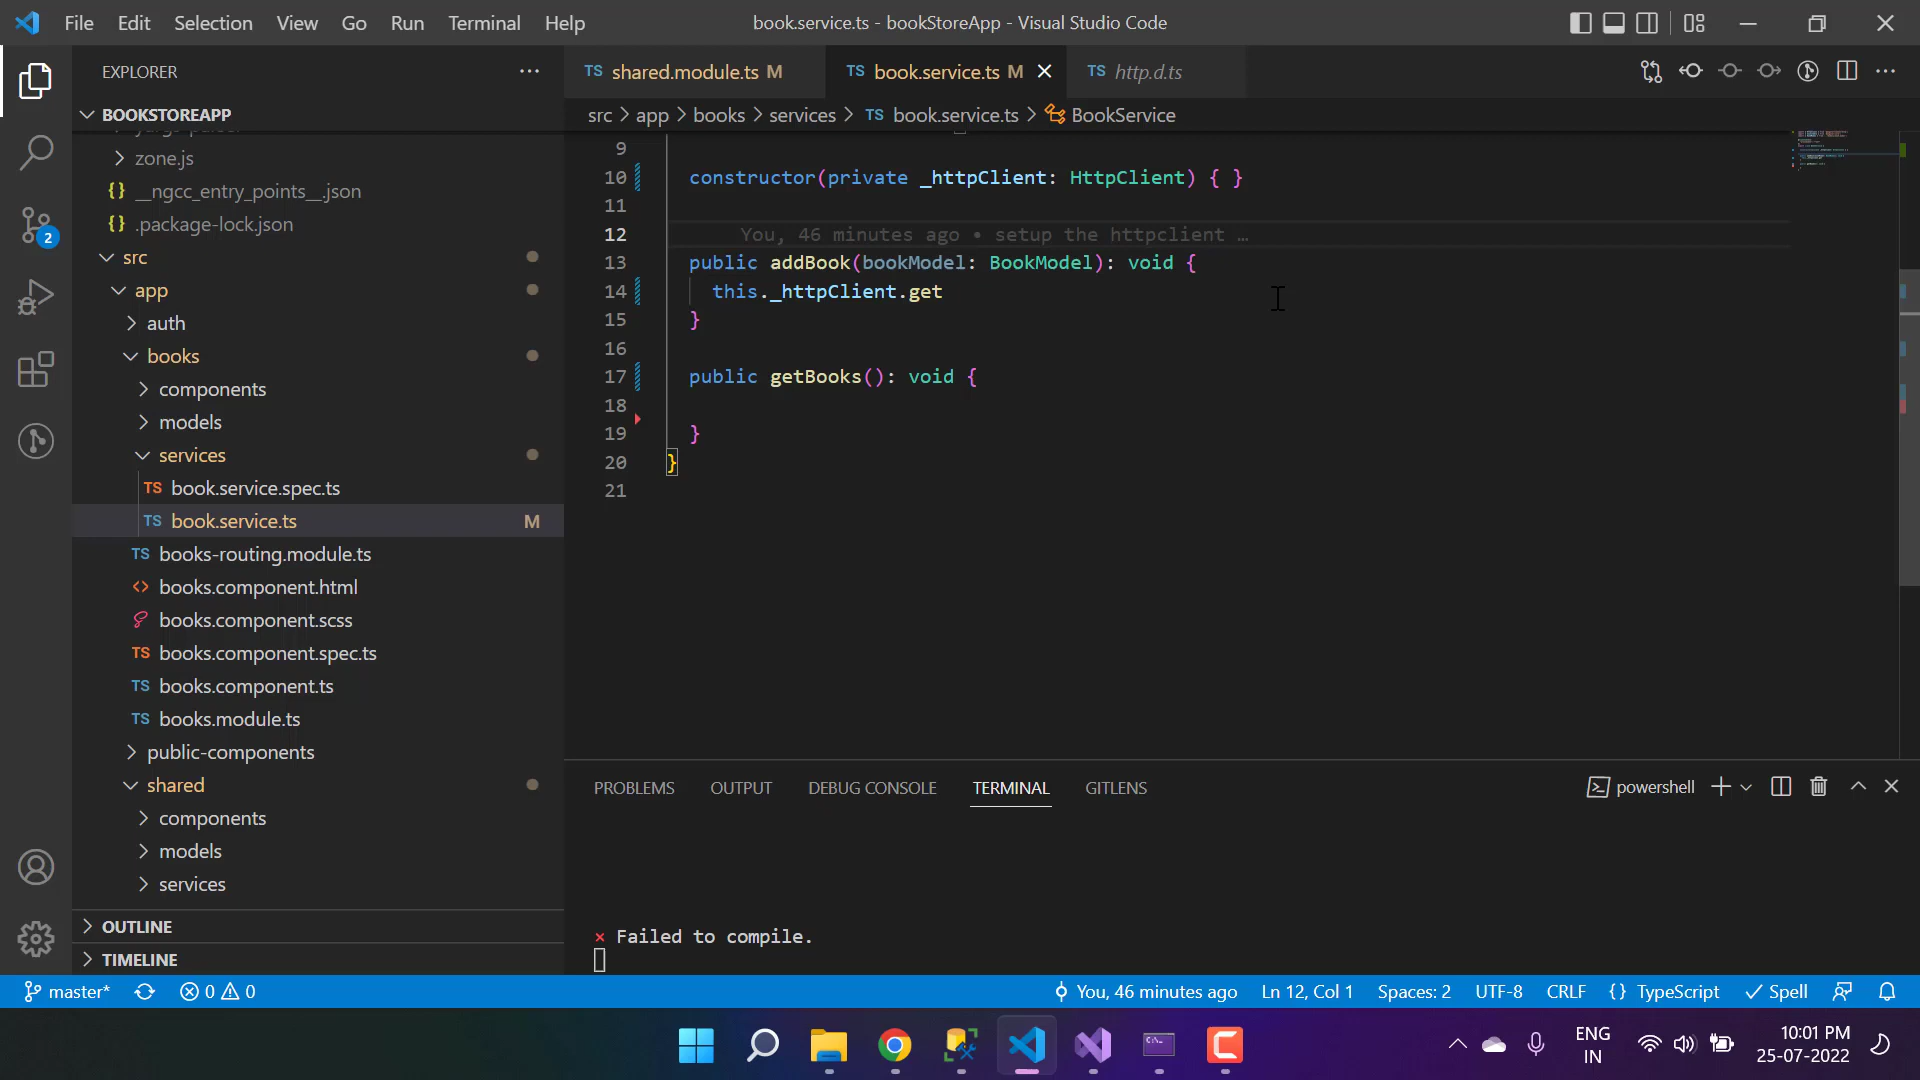 File Edit Selection View Go Run Terminal Help
book.service.ts - bookStoreApp - Visual Studio Code
EXPLORER
BOOKSTOREAPP
zone.js
__ngcc_entry_points__.json
.package-lock.json
src
app
auth
books
components
models
services
book.service.spec.ts
book.service.ts M
books-routing.module.ts
books.component.html
books.component.scss
books.component.spec.ts
books.component.ts
books.module.ts
public-components
shared
components
models
services
OUTLINE
TIMELINE
2
TS shared.module.ts M
TS book.service.ts M
TS http.d.ts
src > app > books > services > TS book.service.ts > BookService
9
10 constructor(private _httpClient: HttpClient) { }
11
12 You, 46 minutes ago • setup the httpclient …
13 public addBook(bookModel: BookModel): void {
14 this._httpClient.get
15 }
16
17 public getBooks(): void {
18
19 }
20 }
21
PROBLEMS OUTPUT DEBUG CONSOLE TERMINAL GITLENS
powershell
× Failed to compile.
master* 0 0
You, 46 minutes ago Ln 12, Col 1 Spaces: 2 UTF-8 CRLF {} TypeScript Spell
ENG
IN
10:01 PM
25-07-2022